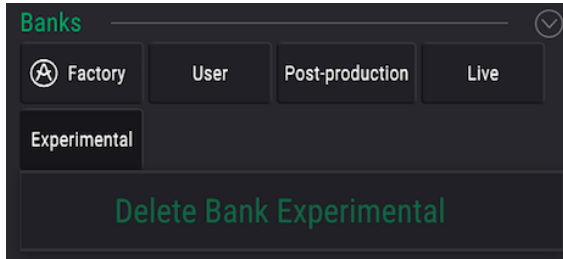 Banks
Factory User Post-production Live
Experimental
Delete Bank Experimental